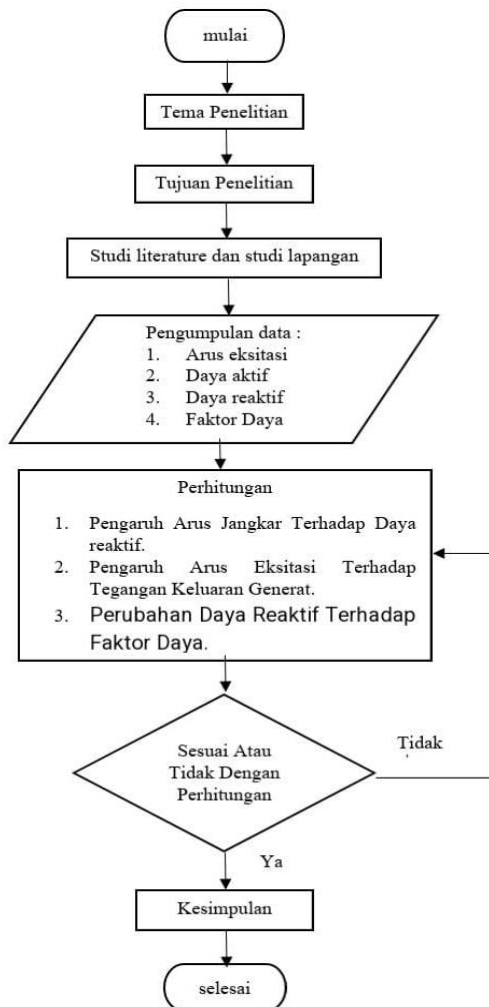 mulai
Tema Penelitian
Tujuan Penelitian
Studi literature dan studi lapangan
Pengumpulan data :
1. Arus eksitasi
2. Daya aktif
3. Daya reaktif
4. Faktor Daya
Perhitungan
1. Pengaruh Arus Jangkar Terhadap Daya
reaktif.
2. Pengaruh Arus Eksitasi Terhadap
Tegangan Keluaran Generat.
3. Perubahan Daya Reaktif Terhadap
Faktor Daya.
Sesuai Atau
Tidak Dengan
Perhitungan
Tidak
Ya
Kesimpulan
selesai